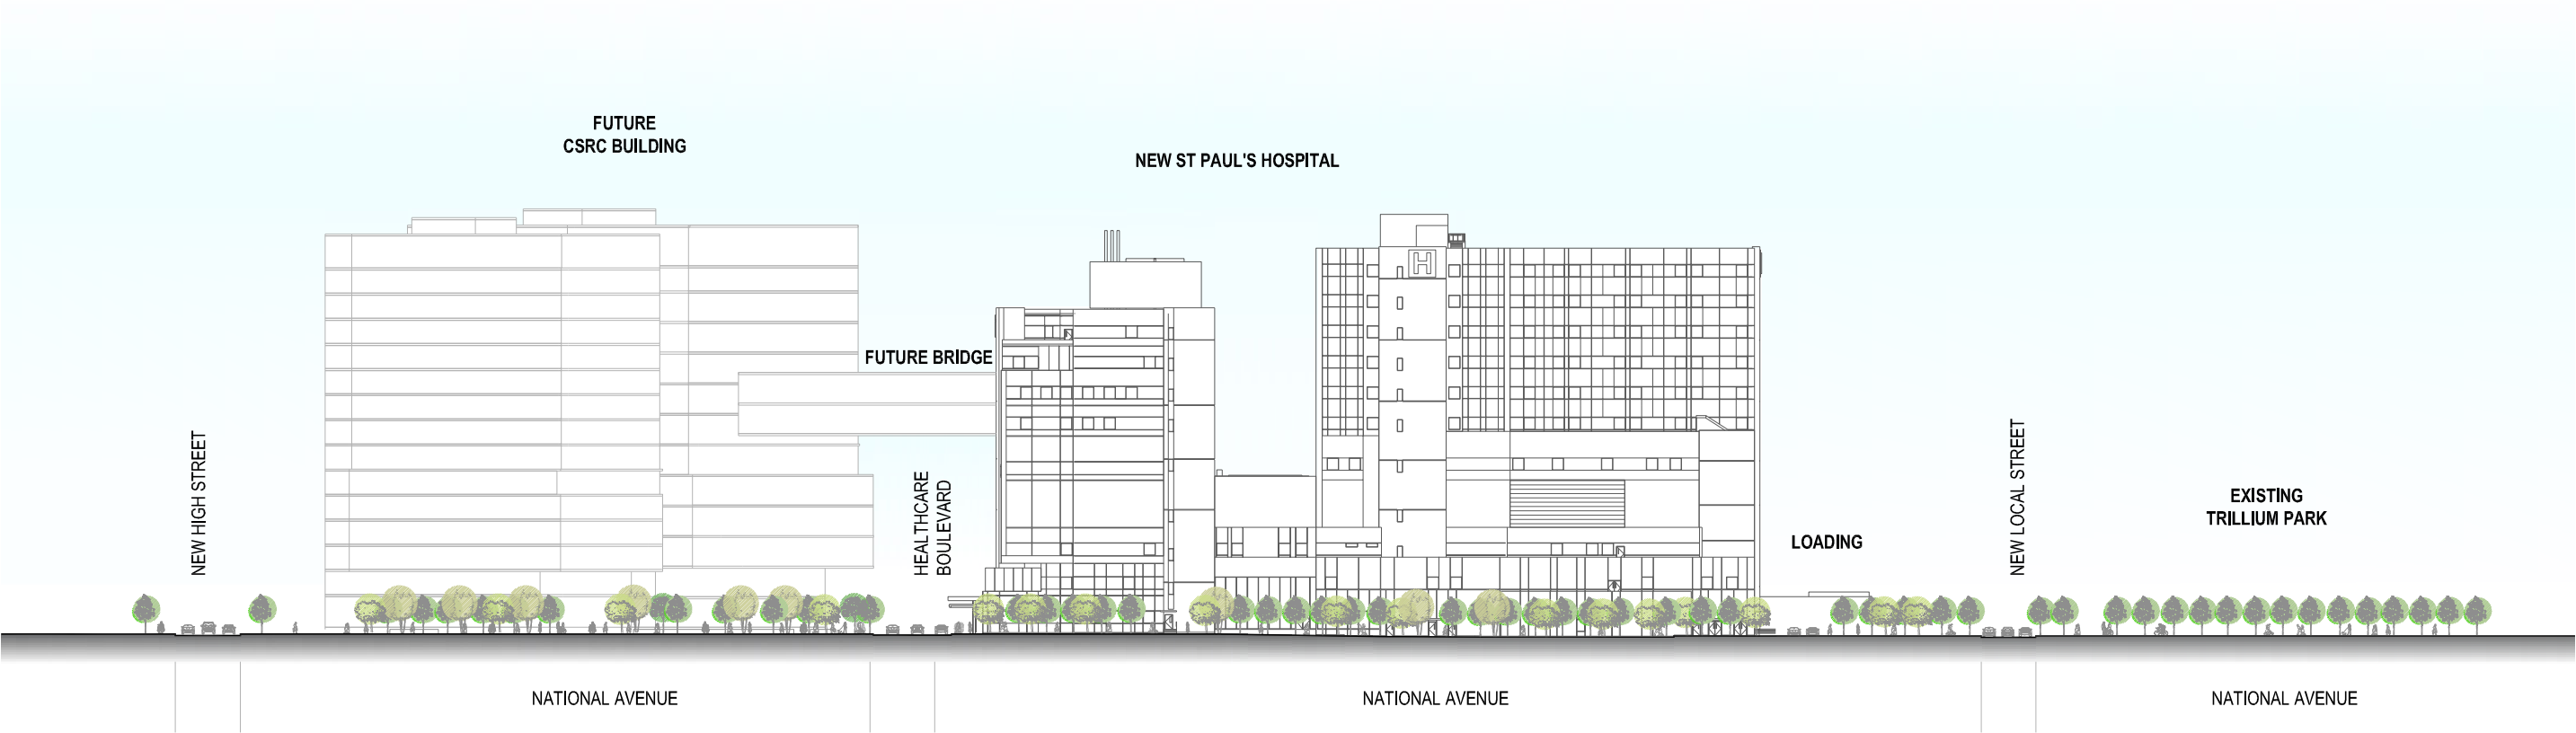 FUTURE
CSRC BUILDING
NEW ST PAUL'S HOSPITAL
H
FUTURE BRIDGE
NEW HIGH STREET
HEALTHCARE
BOULEVARD
NEW LOCAL STREET
EXISTING
TRILLIUM PARK
LOADING
NATIONAL AVENUE
NATIONAL AVENUE
NATIONAL AVENUE